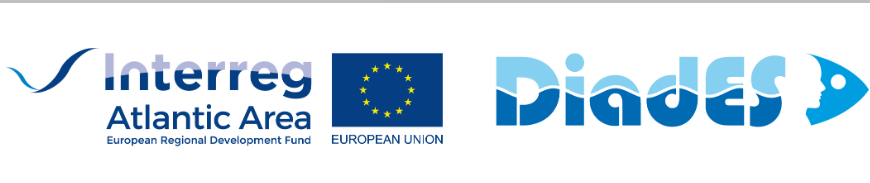 Interreg
Atlantic Area
European Regional Development Fund
EUROPEAN UNION
DiadES